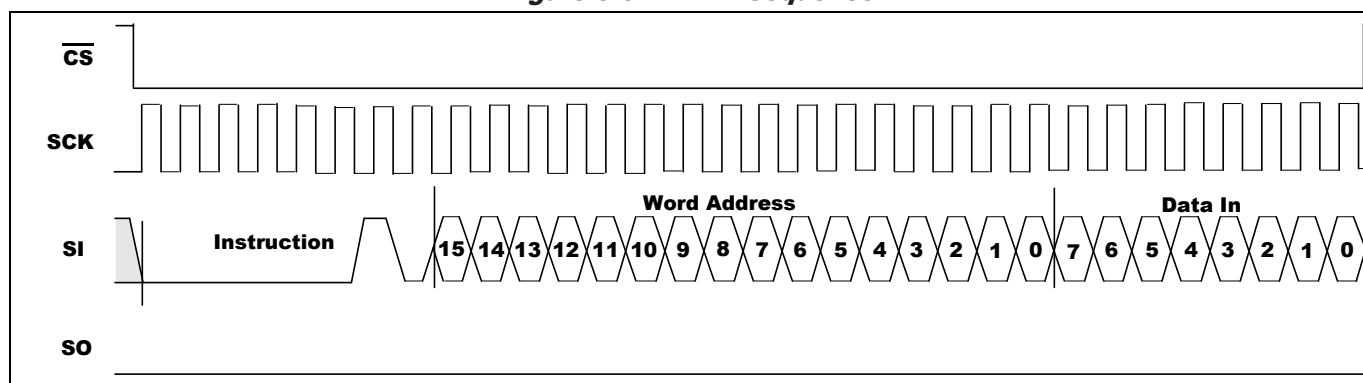 CS
SCK
Word Address
Data In
SI
Instruction
15 14 13 12 11 10 9 8 7 6 5 4 3 2 1 0 7 6 5 4 3 2 1 0
SO